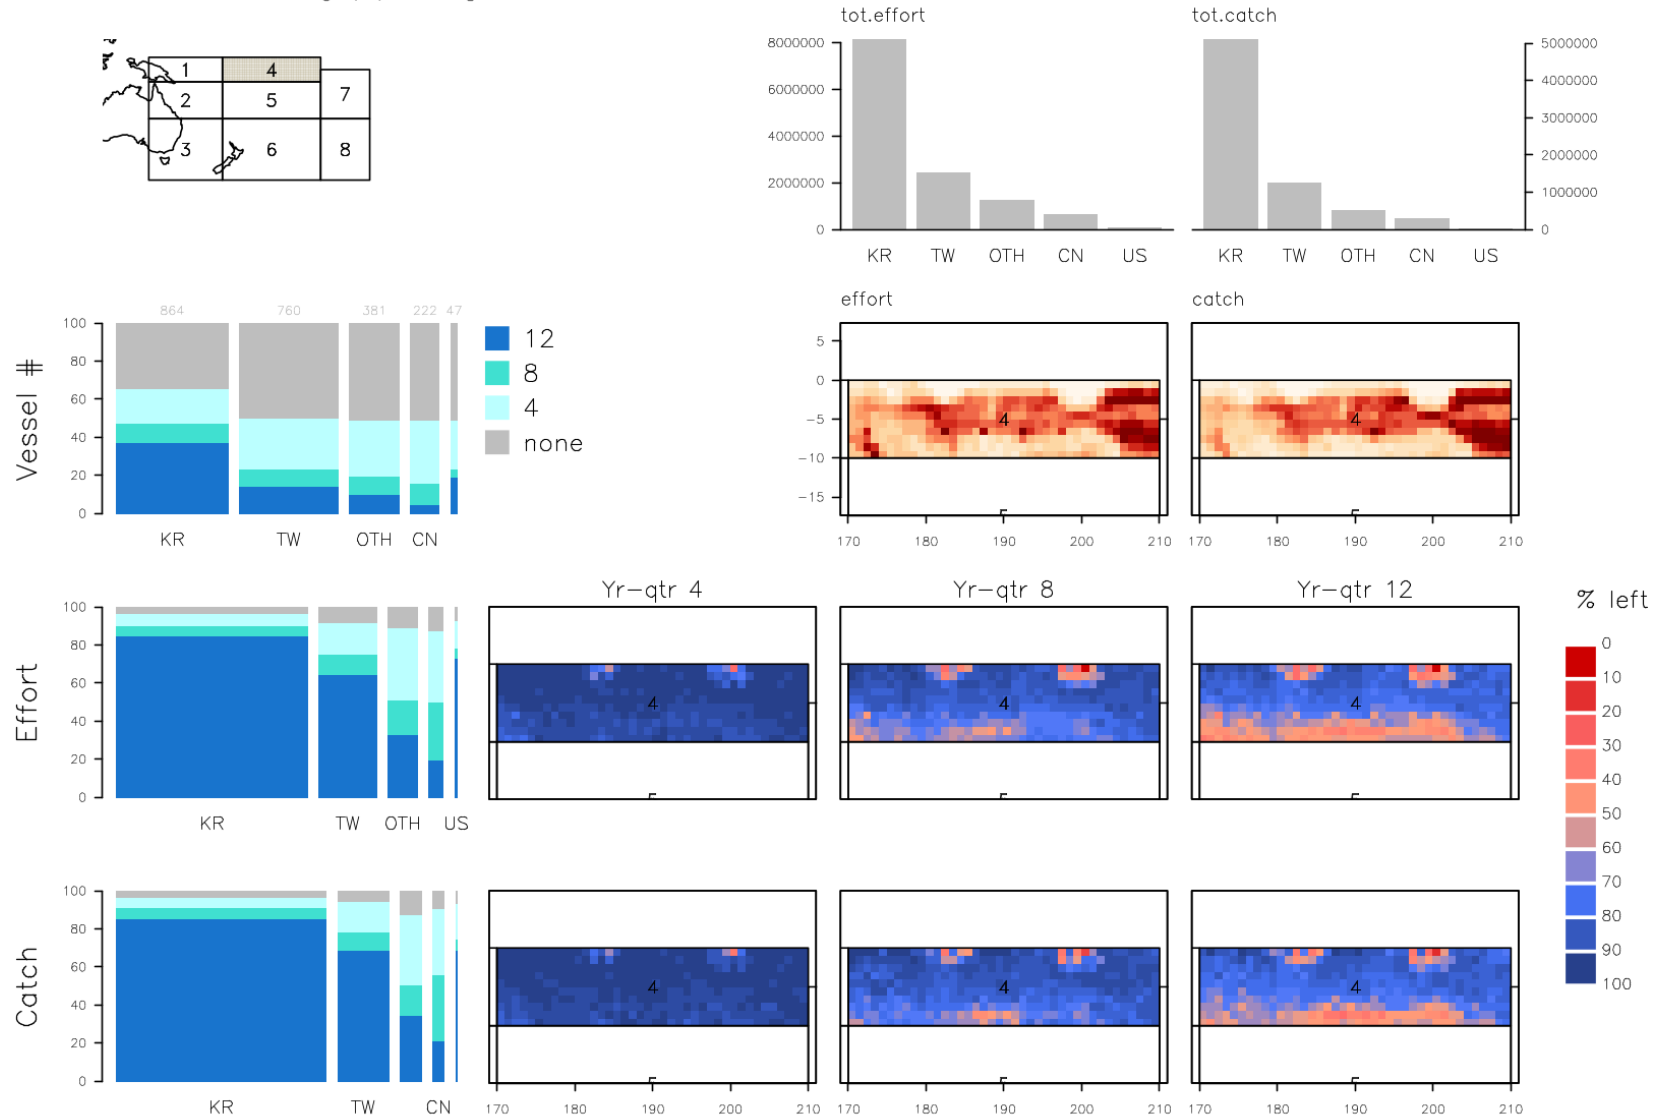 tot.effort
tot.catch
8000000
6000000
4000000
2000000
0
5000000
4000000
3000000
2000000
1000000
0
KR TW OTH CN US
KR TW OTH CN US
1 4
2 5 7
3 6 8
864 760 381 222 47
Vessel #
100
80
60
40
20
0
KR TW OTH CN
12
8
4
none
effort
catch
5
0
−5
−10
−15
4
4
170 180 190 200 210
170 180 190 200 210
Effort
100
80
60
40
20
0
KR TW OTH US
Yr−qtr 4
Yr−qtr 8
Yr−qtr 12
4
4
4
% left
0
10
20
30
40
50
60
70
80
90
100
Catch
100
80
60
40
20
0
KR TW CN
4
4
4
170 180 190 200 210
170 180 190 200 210
170 180 190 200 210